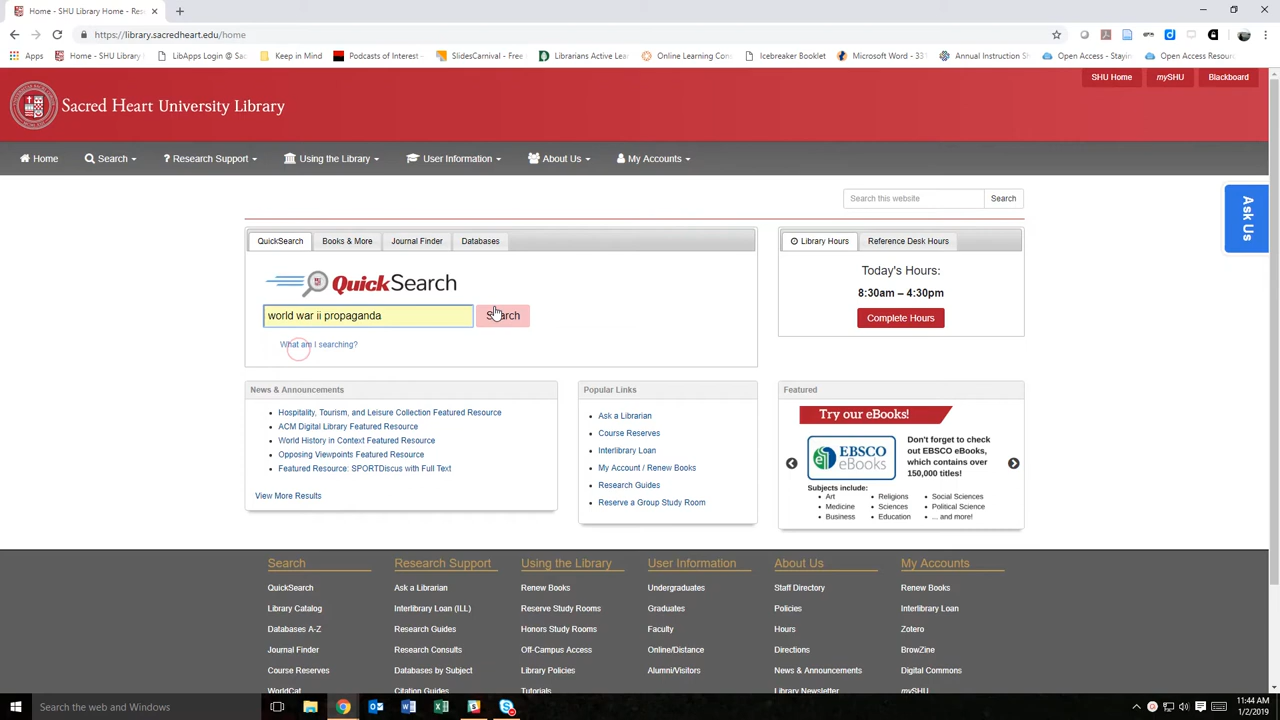 Home - SHU Library
https://library.sacredheart.edu/home
Apps
Home - SHU Library
LibApps Login @ Sac
Keep in Mind
Podcasts of Interest
SlidesCarnival - Free
Librarians Active Lea
Online Learning Con
Icebreaker Booklet
Microsoft Word - 331
Annual Instruction Sh
Open Access - Stayin
Open Access Resour
SHU Home
mySHU
Blackboard
Sacred Heart University Library
Home
Search
? Research Support
Using the Library
User Information
About Us
My Accounts
Search this website
Search
Ask Us
QuickSearch
Books & More
Journal Finder
Databases
Library Hours
Reference Desk Hours
QuickSearch
Today's Hours:
8:30am – 4:30pm
world war ii propaganda
Search
Complete Hours
What am I searching?
News & Announcements
Hospitality, Tourism, and Leisure Collection Featured Resource
ACM Digital Library Featured Resource
World History in Context Featured Resource
Opposing Viewpoints Featured Resource
Featured Resource: SPORTDiscus with Full Text
View More Results
Popular Links
Ask a Librarian
Course Reserves
Interlibrary Loan
My Account / Renew Books
Research Guides
Reserve a Group Study Room
Featured
Try our eBooks!
EBSCO
eBooks
Don't forget to check
out EBSCO eBooks,
which contains over
150,000 titles!
Subjects include:
Art
Medicine
Business
Religions
Sciences
Education
Social Sciences
Political Science
... and more!
Search
QuickSearch
Library Catalog
Databases A-Z
Journal Finder
Course Reserves
WorldCat
Research Support
Ask a Librarian
Interlibrary Loan (ILL)
Research Guides
Research Consults
Databases by Subject
Citation Guides
Using the Library
Renew Books
Reserve Study Rooms
Honors Study Rooms
Off-Campus Access
Library Policies
Tutorials
User Information
Undergraduates
Graduates
Faculty
Online/Distance
Alumni/Visitors
About Us
Staff Directory
Policies
Hours
Directions
News & Announcements
Library Newsletter
My Accounts
Renew Books
Interlibrary Loan
Zotero
BrowZine
Digital Commons
mySHU
Search the web and Windows
11:44 AM
1/2/2019